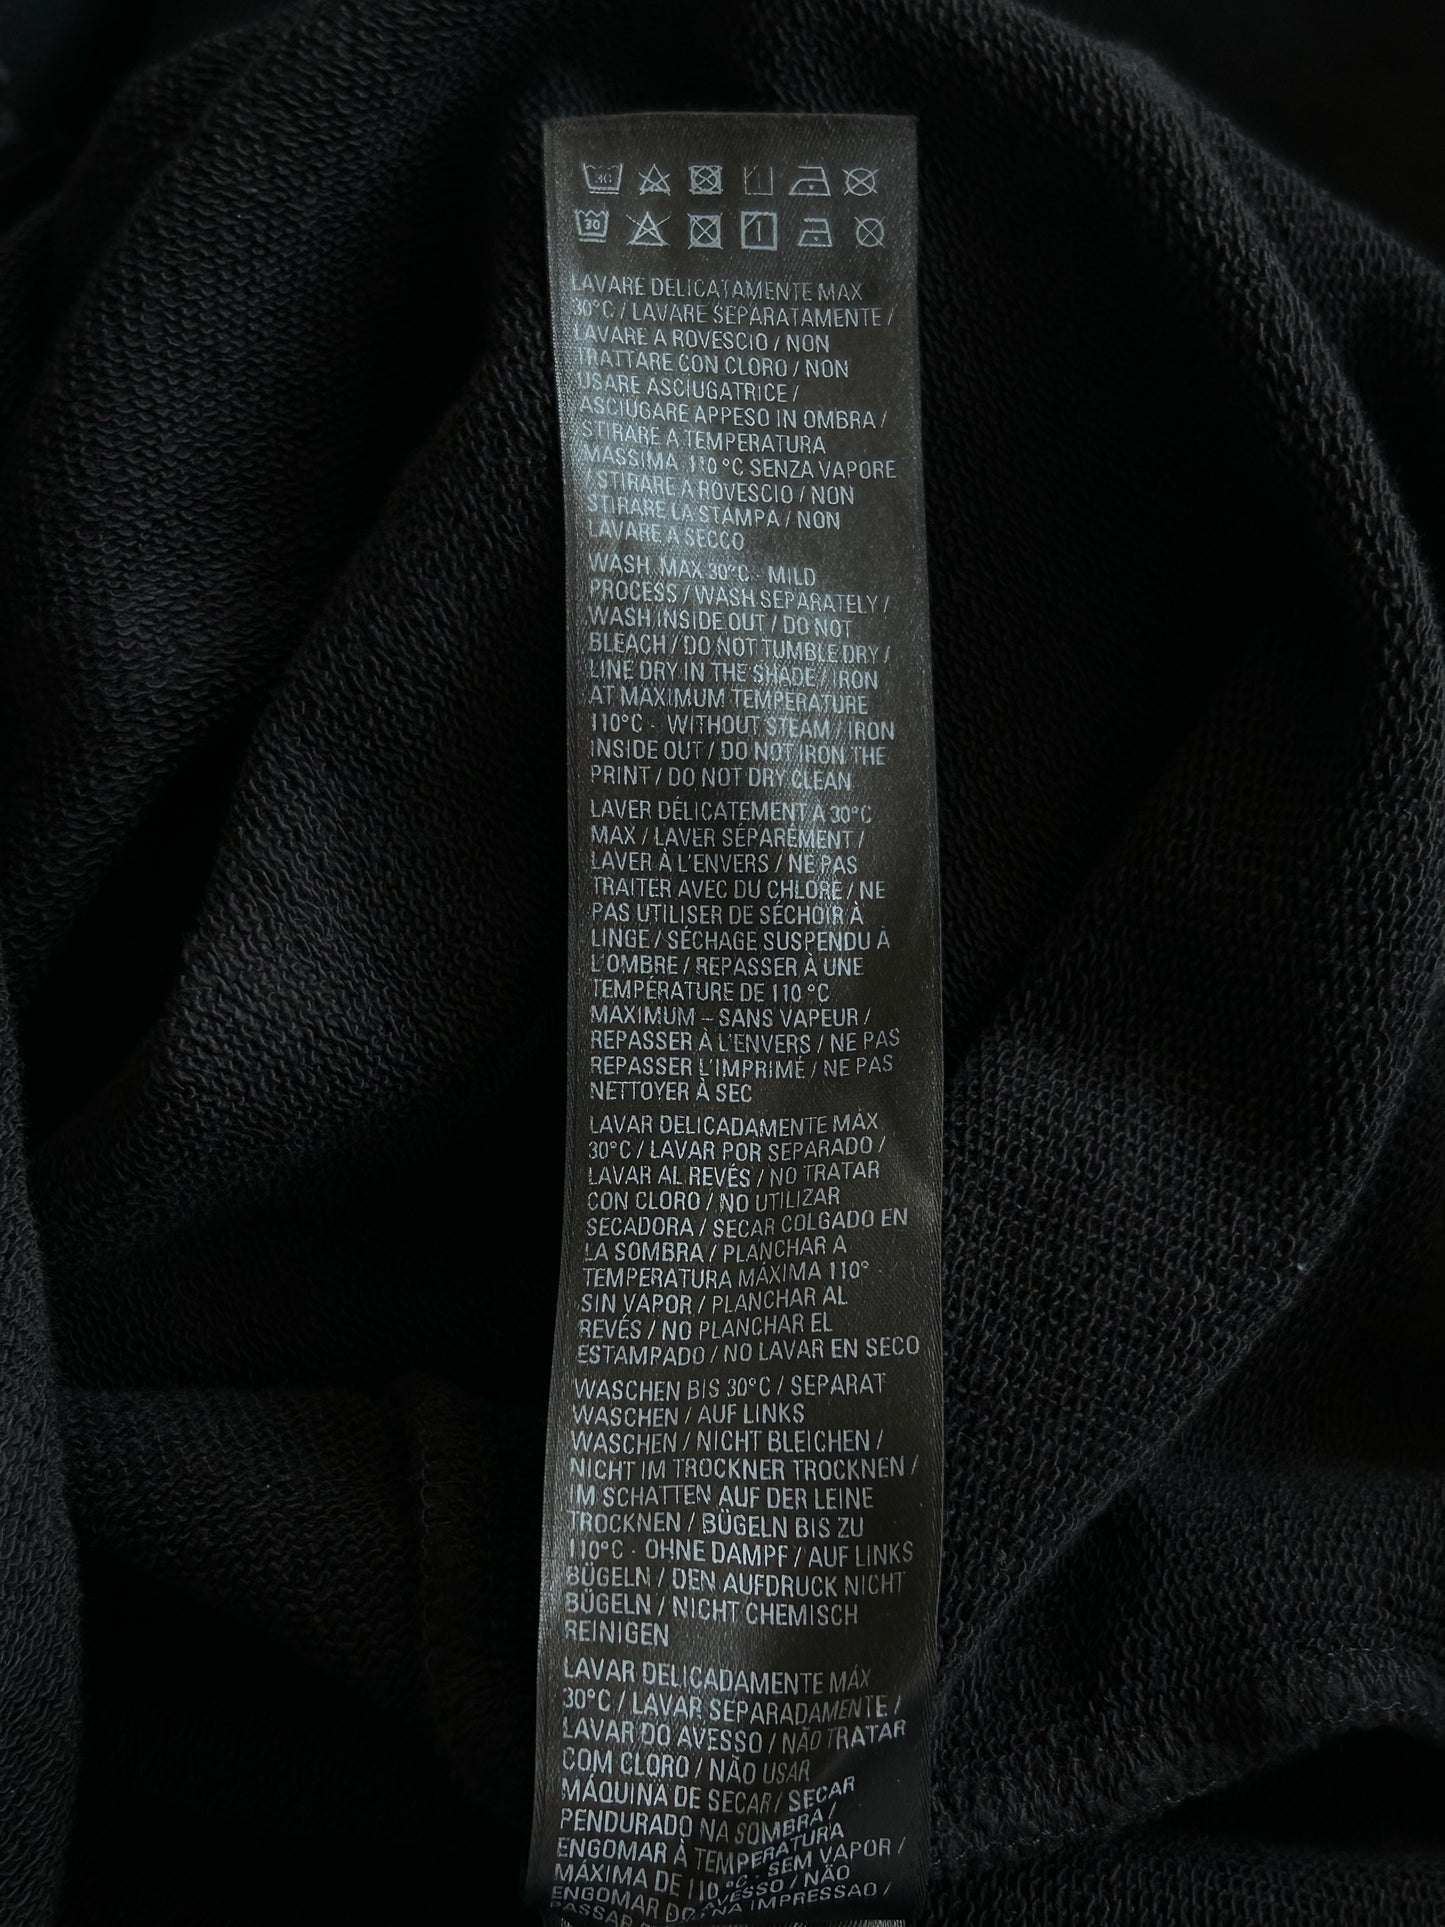 30
30
LAVARE DELICATAMENTE MAX
30°C / LAVARE SEPARATAMENTE /
LAVARE A ROVESCIO / NON
TRATTARE CON CLORO / NON
USARE ASCIUGATRICE /
ASCIUGARE APPESO IN OMBRA /
STIRARE A TEMPERATURA
MASSIMA 110 °C SENZA VAPORE
/ STIRARE A ROVESCIO / NON
STIRARE LA STAMPA / NON
LAVARE A SECCO
WASH MAX 30°C - MILD
PROCESS / WASH SEPARATELY /
WASH INSIDE OUT / DO NOT
BLEACH / DO NOT TUMBLE DRY /
LINE DRY IN THE SHADE / IRON
AT MAXIMUM TEMPERATURE
110°C - WITHOUT STEAM / IRON
INSIDE OUT / DO NOT IRON THE
PRINT / DO NOT DRY CLEAN
LAVER DÉLICATEMENT À 30°C
MAX / LAVER SÉPARÉMENT /
LAVER À L'ENVERS / NE PAS
TRAITER AVEC DU CHLORE / NE
PAS UTILISER DE SÉCHOIR À
LINGE / SÉCHAGE SUSPENDU À
L'OMBRE / REPASSER À UNE
TEMPÉRATURE DE 110 °C
MAXIMUM – SANS VAPEUR /
REPASSER À L'ENVERS / NE PAS
REPASSER L'IMPRIMÉ / NE PAS
NETTOYER À SEC
LAVAR DELICADAMENTE MÁX
30°C / LAVAR POR SEPARADO /
LAVAR AL REVÉS / NO TRATAR
CON CLORO / NO UTILIZAR
SECADORA / SECAR COLGADO EN
LA SOMBRA / PLANCHAR A
TEMPERATURA MÁXIMA 110°
SIN VAPOR / PLANCHAR AL
REVÉS / NO PLANCHAR EL
ESTAMPADO / NO LAVAR EN SECO
WASCHEN BIS 30°C / SEPARAT
WASCHEN / AUF LINKS
WASCHEN / NICHT BLEICHEN /
NICHT IM TROCKNER TROCKNEN /
IM SCHATTEN AUF DER LEINE
TROCKNEN / BÜGELN BIS ZU
110°C - OHNE DAMPF / AUF LINKS
BÜGELN / DEN AUFDRUCK NICHT
BÜGELN / NICHT CHEMISCH
REINIGEN
LAVAR DELICADAMENTE MÁX
30°C / LAVAR SEPARADAMENTE /
LAVAR DO AVESSO / NÃO TRATAR
COM CLORO / NÃO USAR
MÁQUINA DE SECAR / SECAR
PENDURADO NA SOMBRA /
ENGOMAR À TEMPERATURA
MÁXIMA DE 110 °C - SEM VAPOR /
ENGOMAR DO AVESSO / NÃO
PASSAR NA IMPRESSÃO /